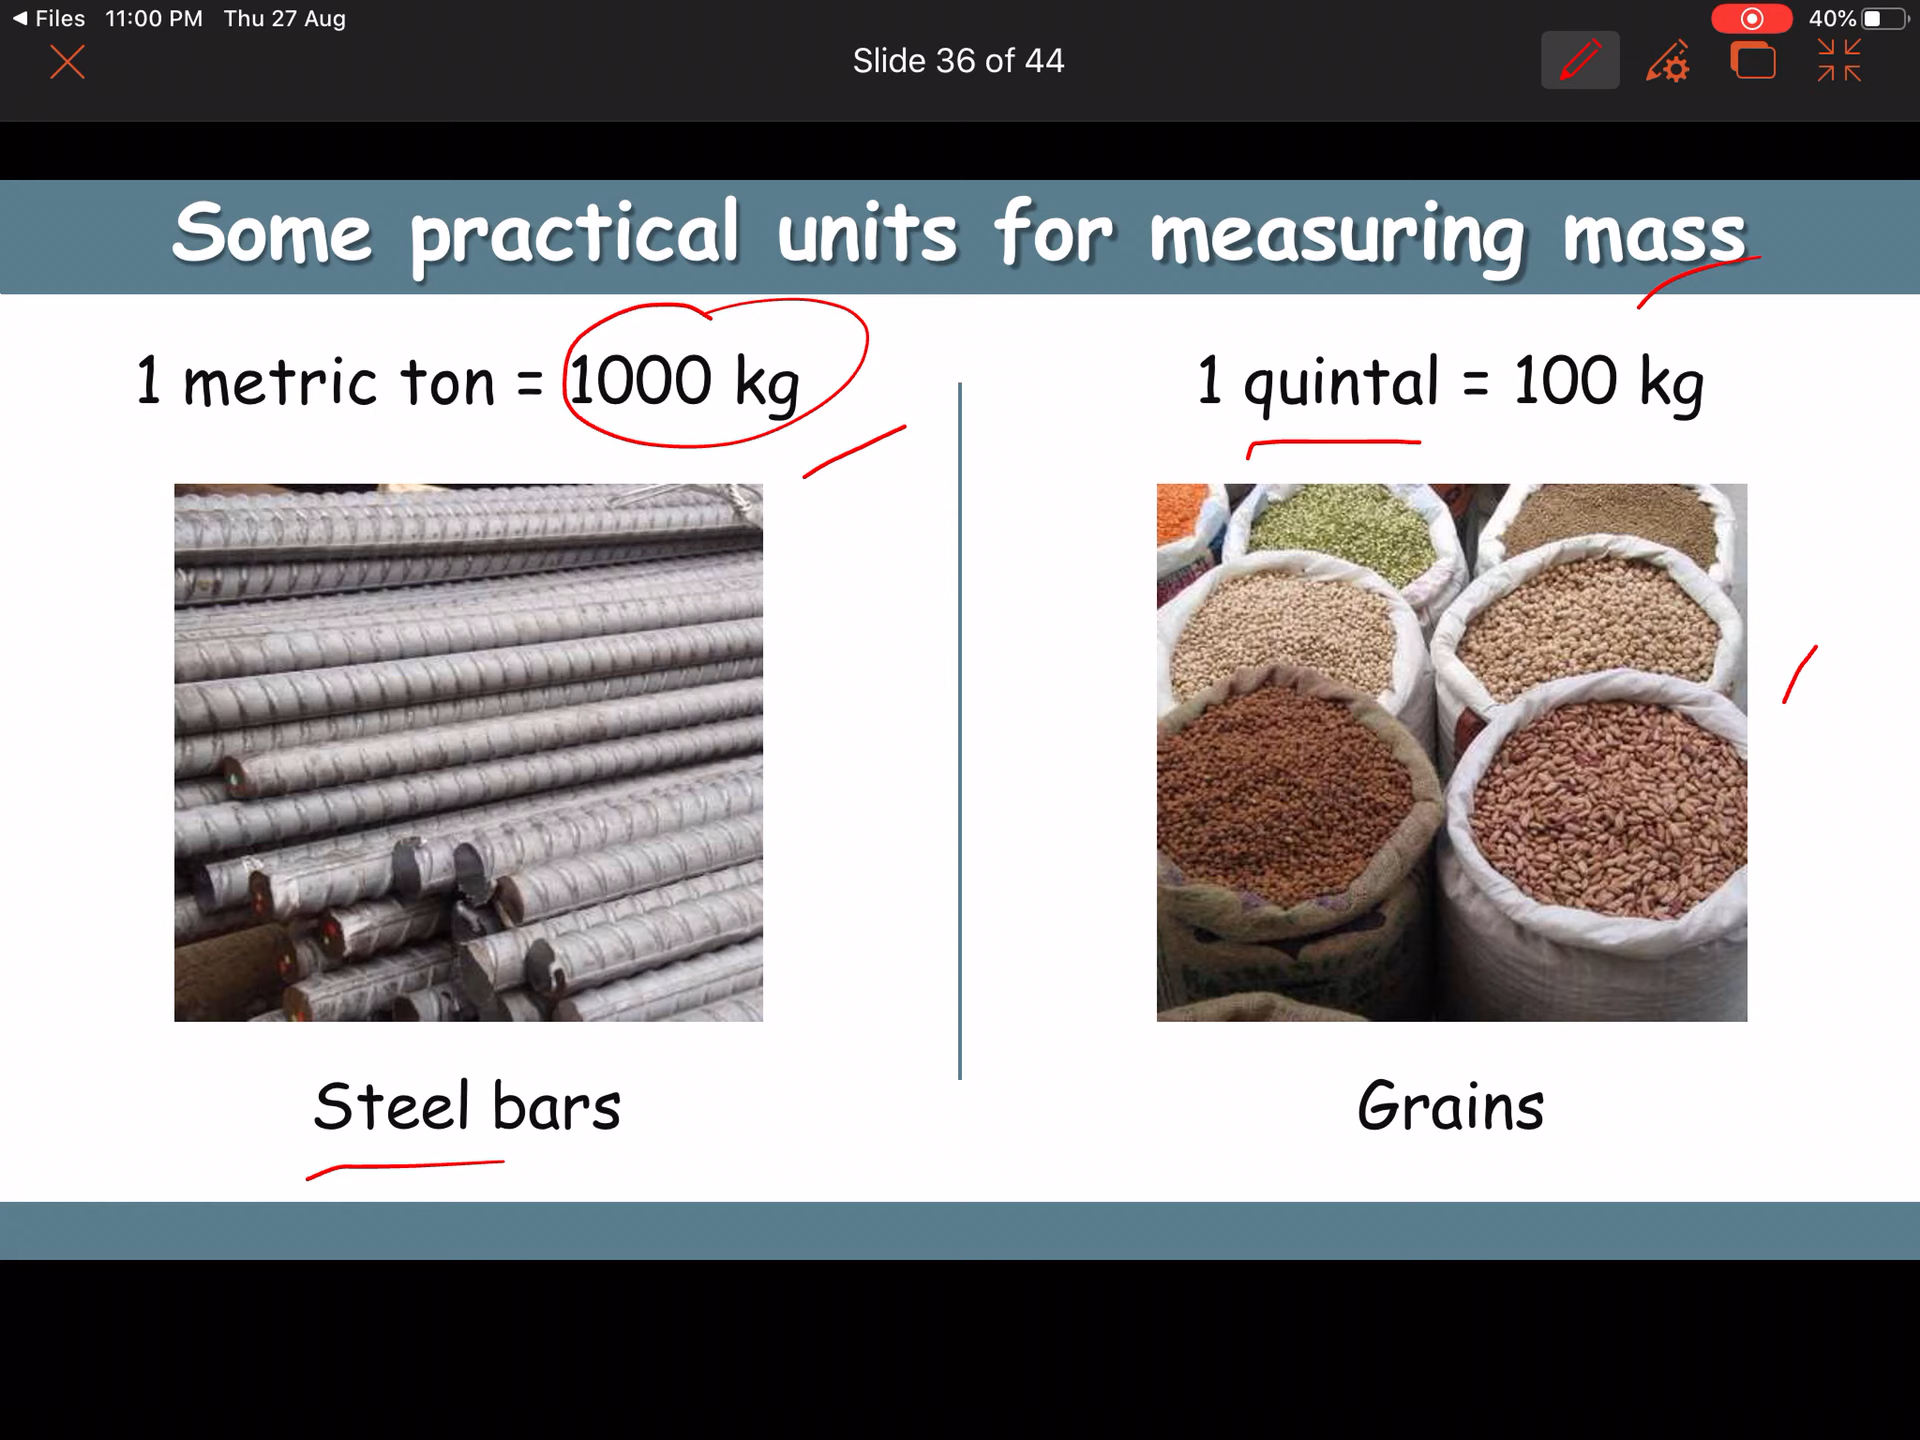 Files 11:00 PM Thu 27 Aug
40%
Slide 36 of 44
Some practical units for measuring mass
1 metric ton = 1000 kg
1 quintal = 100 kg
Steel bars
Grains